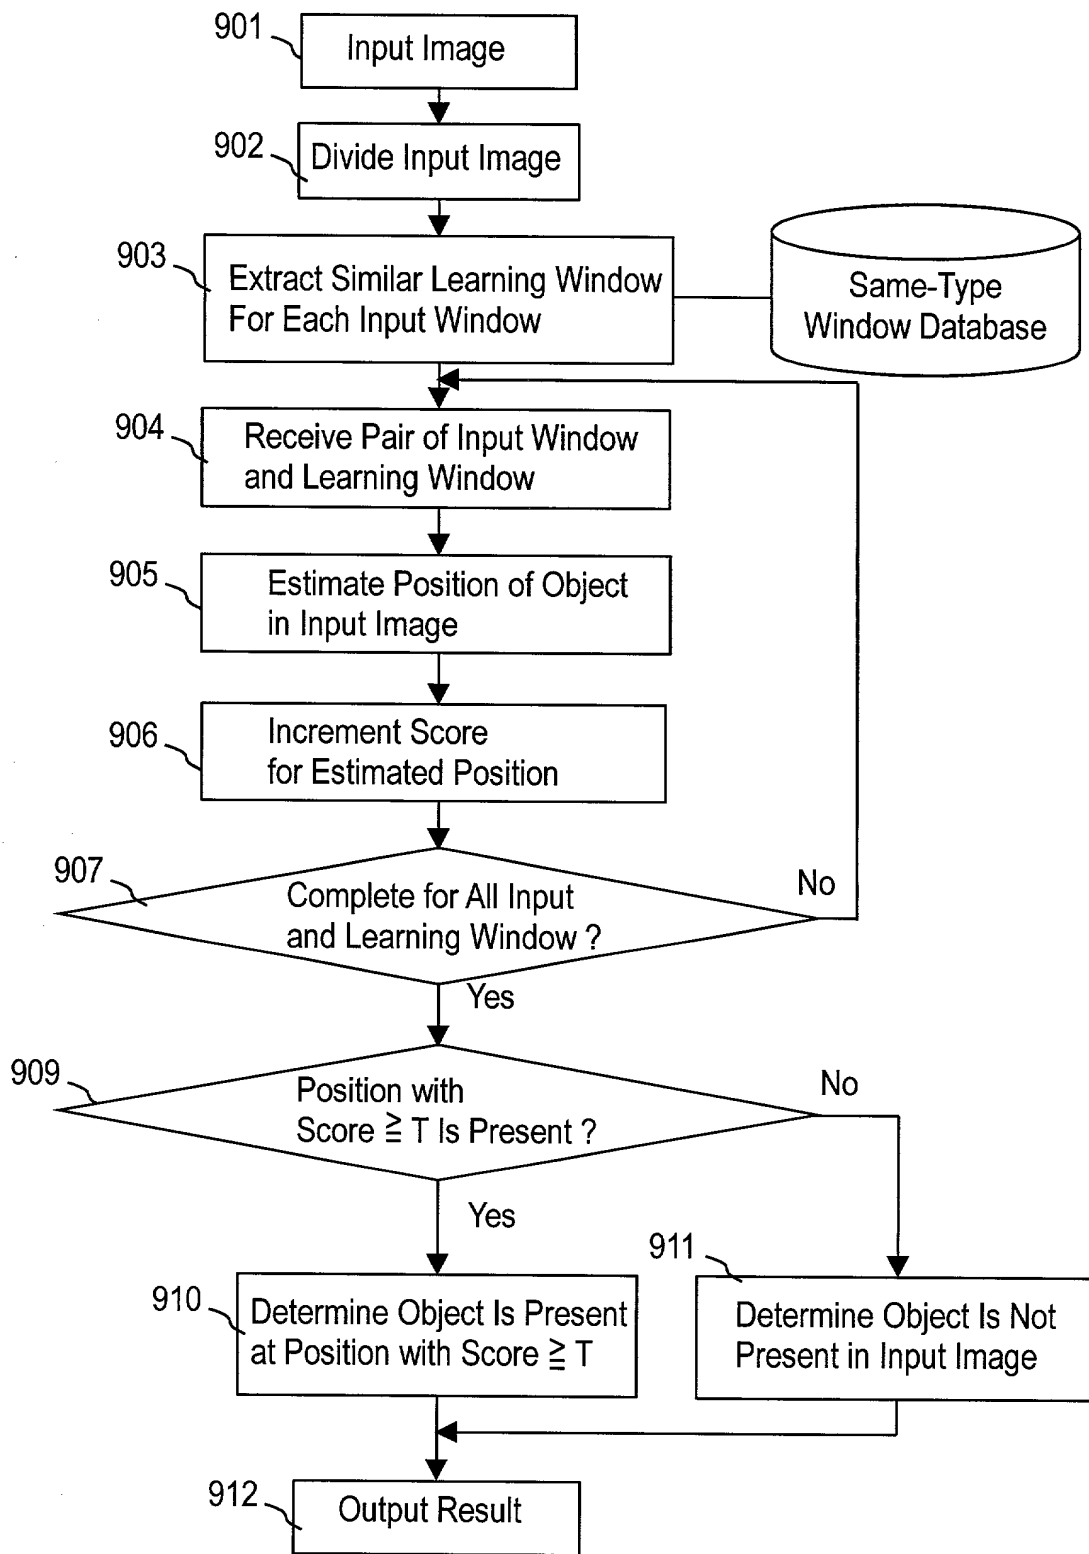 901
Input Image
902
Divide Input Image
903
Extract Similar Learning Window
For Each Input Window
Same-Type
Window Database
904
Receive Pair of Input Window
and Learning Window
905
Estimate Position of Object
in Input Image
906
Increment Score
for Estimated Position
907
Complete for All Input
and Learning Window ?
No
Yes
909
Position with
Score ≧ T Is Present ?
No
Yes
910
Determine Object Is Present
at Position with Score ≧ T
911
Determine Object Is Not
Present in Input Image
912
Output Result